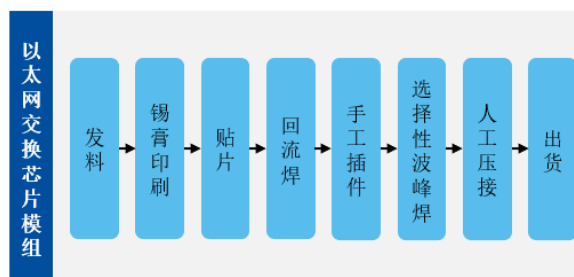 以太网交换芯片模组
发料
锡膏印刷
贴片
回流焊
手工插件
选择性波峰焊
人工压接
出货